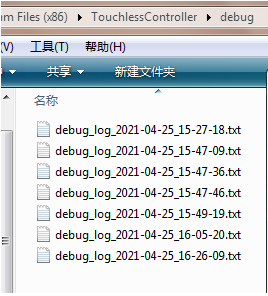 am Files (x86) ▸ TouchlessController ▸ debug
(V) 工具(T) 帮助(H)
共享 新建文件夹
名称
debug_log_2021-04-25_15-27-18.txt
debug_log_2021-04-25_15-47-09.txt
debug_log_2021-04-25_15-47-36.txt
debug_log_2021-04-25_15-47-46.txt
debug_log_2021-04-25_15-49-19.txt
debug_log_2021-04-25_16-05-20.txt
debug_log_2021-04-25_16-26-09.txt